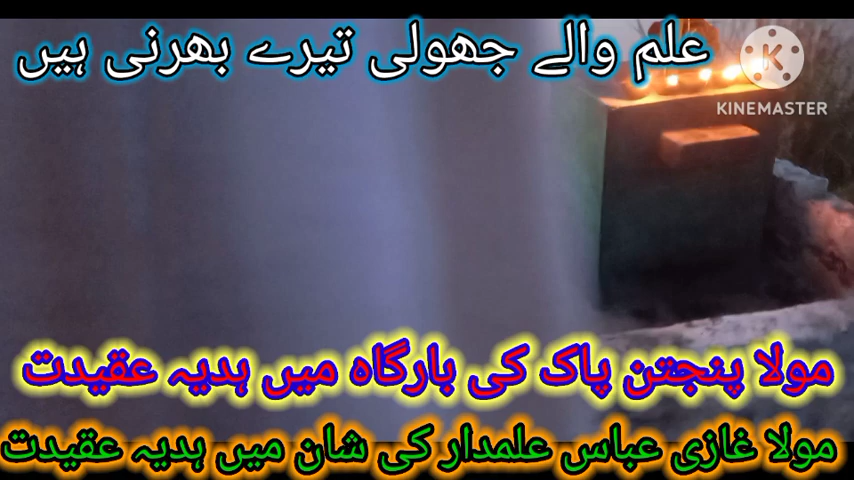 علم والے جھولی تیرے بھرنی ہیں
K
KINEMASTER
مولا پنجتن پاک کی بارگاہ میں ہدیہ عقیدت
مولا غازی عباس علمدار کی شان میں ہدیہ عقیدت